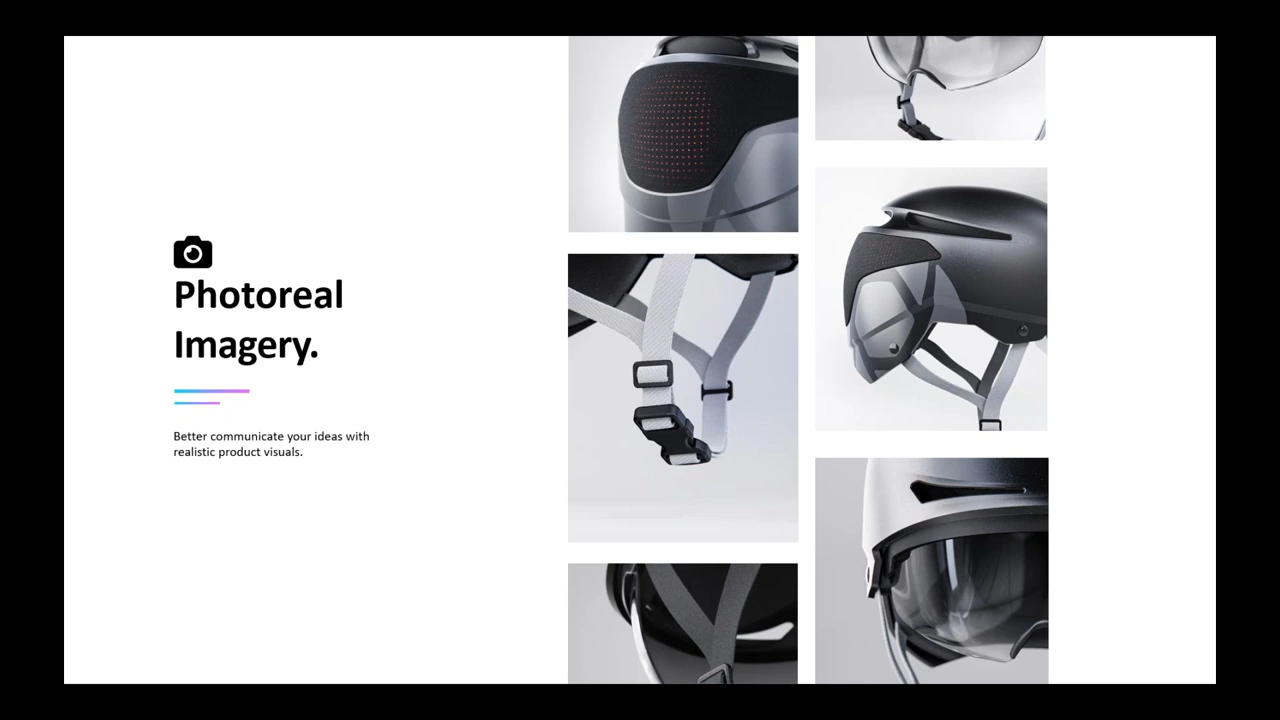 Photoreal
Imagery.
Better communicate your ideas with
realistic product visuals.